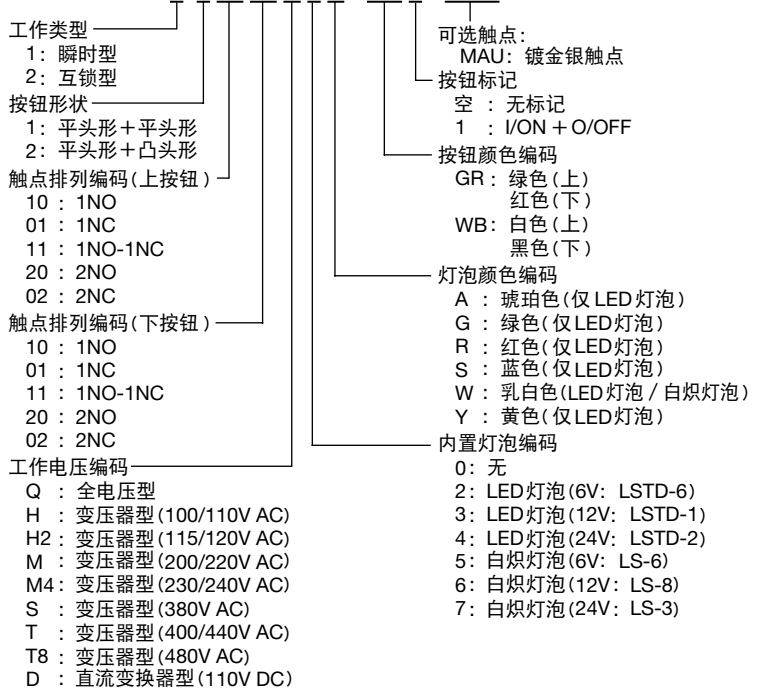 工作类型
1：瞬时型
2：互锁型
按钮形状
1：平头形＋平头形
2：平头形＋凸头形
触点排列编码(上按钮)
10：1NO
01：1NC
11：1NO-1NC
20：2NO
02：2NC
触点排列编码(下按钮)
10：1NO
01：1NC
11：1NO-1NC
20：2NO
02：2NC
工作电压编码
Q ：全电压型
H ：变压器型(100/110V AC)
H2：变压器型(115/120V AC)
M ：变压器型(200/220V AC)
M4：变压器型(230/240V AC)
S ：变压器型(380V AC)
T ：变压器型(400/440V AC)
T8：变压器型(480V AC)
D ：直流变换器型(110V DC)
可选触点：
MAU：镀金银触点
按钮标记
空 ：无标记
1 ：I/ON＋O/OFF
按钮颜色编码
GR：绿色(上)
红色(下)
WB：白色(上)
黑色(下)
灯泡颜色编码
A ：琥珀色(仅LED灯泡)
G ：绿色(仅LED灯泡)
R ：红色(仅LED灯泡)
S ：蓝色(仅LED灯泡)
W ：乳白色(LED灯泡/白炽灯泡)
Y ：黄色(仅LED灯泡)
内置灯泡编码
0：无
2：LED灯泡(6V：LSTD-6)
3：LED灯泡(12V：LSTD-1)
4：LED灯泡(24V：LSTD-2)
5：白炽灯泡(6V：LS-6)
6：白炽灯泡(12V：LS-8)
7：白炽灯泡(24V：LS-3)